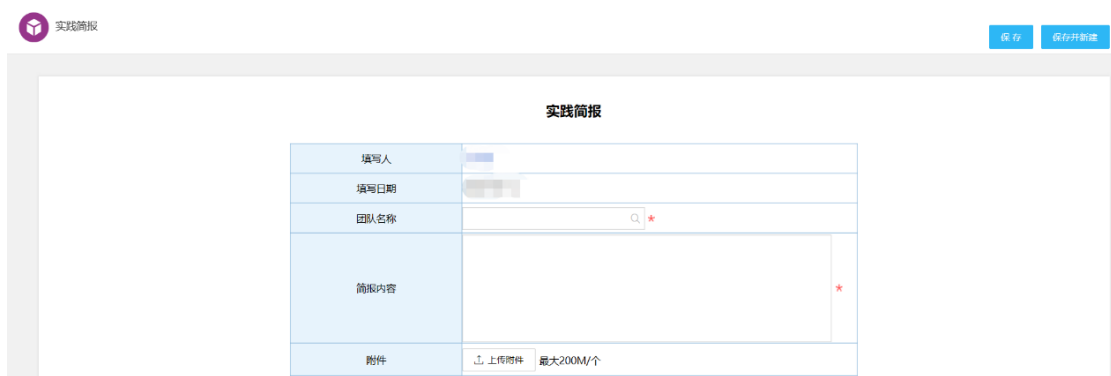 实践简报
保存 保存并新建
实践简报
填写人
填写日期
团队名称 *
简报内容 *
附件 上传附件 最大200M/个